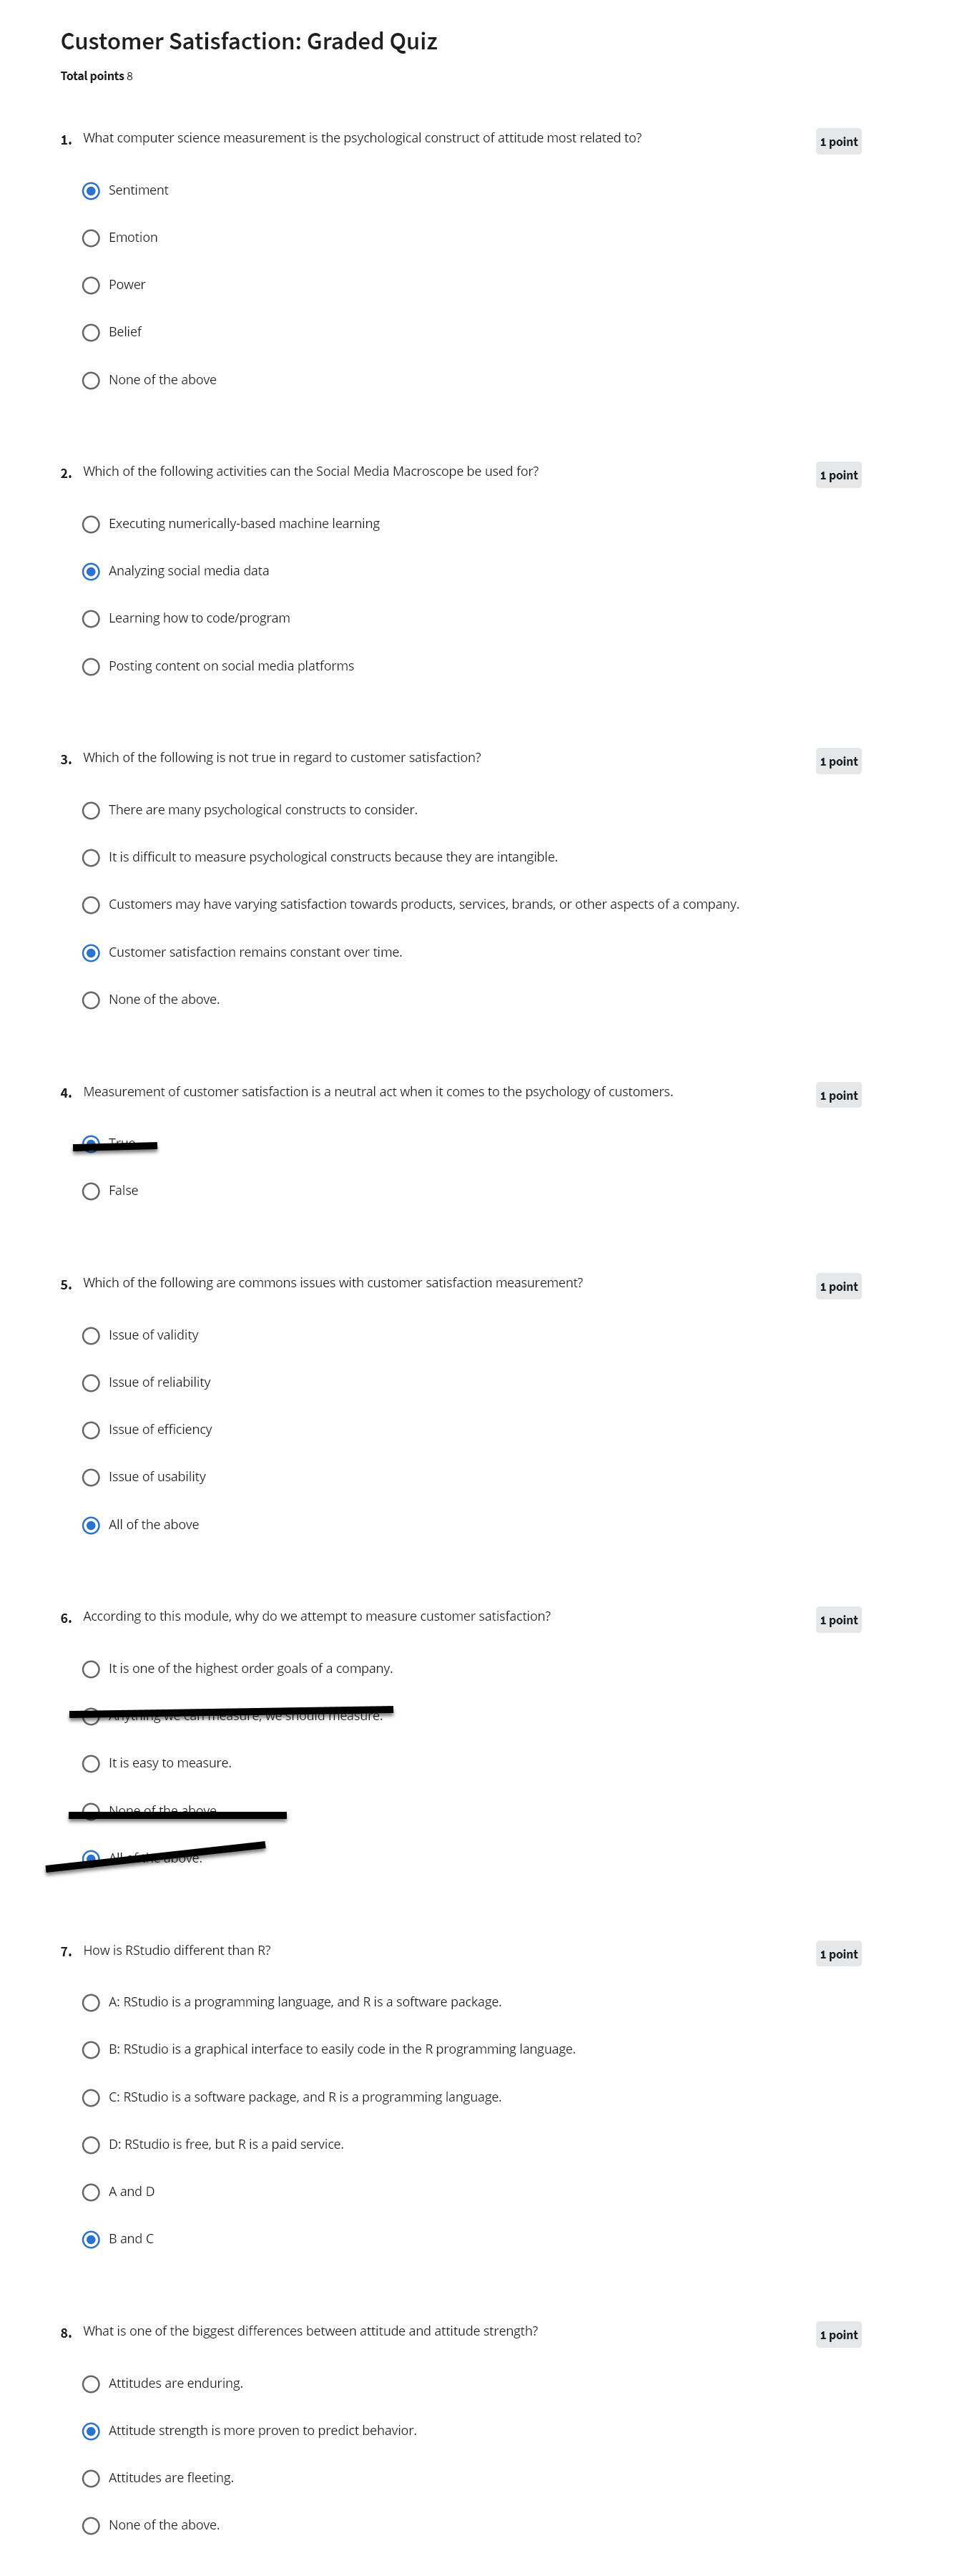 Customer Satisfaction: Graded Quiz
Total points 8
1. What computer science measurement is the psychological construct of attitude most related to? 1 point
Sentiment
Emotion
Power
Belief
None of the above
2. Which of the following activities can the Social Media Macroscope be used for? 1 point
Executing numerically-based machine learning
Analyzing social media data
Learning how to code/program
Posting content on social media platforms
3. Which of the following is not true in regard to customer satisfaction? 1 point
There are many psychological constructs to consider.
It is difficult to measure psychological constructs because they are intangible.
Customers may have varying satisfaction towards products, services, brands, or other aspects of a company.
Customer satisfaction remains constant over time.
None of the above.
4. Measurement of customer satisfaction is a neutral act when it comes to the psychology of customers. 1 point
True
False
5. Which of the following are commons issues with customer satisfaction measurement? 1 point
Issue of validity
Issue of reliability
Issue of efficiency
Issue of usability
All of the above
6. According to this module, why do we attempt to measure customer satisfaction? 1 point
It is one of the highest order goals of a company.
Anything we can measure, we should measure.
It is easy to measure.
None of the above
All of the above.
7. How is RStudio different than R? 1 point
A: RStudio is a programming language, and R is a software package.
B: RStudio is a graphical interface to easily code in the R programming language.
C: RStudio is a software package, and R is a programming language.
D: RStudio is free, but R is a paid service.
A and D
B and C
8. What is one of the biggest differences between attitude and attitude strength? 1 point
Attitudes are enduring.
Attitude strength is more proven to predict behavior.
Attitudes are fleeting.
None of the above.